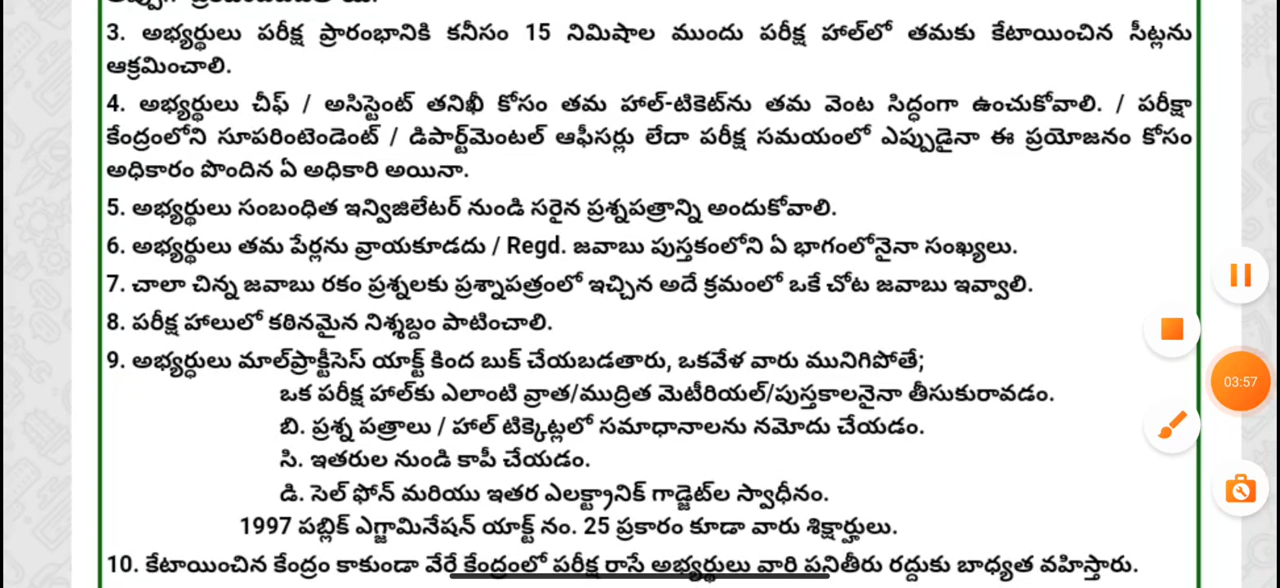 3. అభ్యర్థులు పరీక్ష ప్రారంభానికి కనీసం 15 నిమిషాల ముందు పరీక్ష హాల్‌లో తమకు కేటాయించిన సీట్లను
ఆక్రమించాలి.
4. అభ్యర్థులు చీఫ్ / అసిస్టెంట్ తనిఖీ కోసం తమ హాల్-టికెట్‌ను తమ వెంట సిద్ధంగా ఉంచుకోవాలి. / పరీక్షా
కేంద్రంలోని సూపరింటెండెంట్ / డిపార్ట్‌మెంటల్ ఆఫీసర్లు లేదా పరీక్ష సమయంలో ఎప్పుడైనా ఈ ప్రయోజనం కోసం
అధికారం పొందిన ఏ అధికారి అయినా.
5. అభ్యర్థులు సంబంధిత ఇన్విజిలేటర్ నుండి సరైన ప్రశ్నపత్రాన్ని అందుకోవాలి.
6. అభ్యర్థులు తమ పేర్లను వ్రాయకూడదు / Regd. జవాబు పుస్తకంలోని ఏ భాగంలోనైనా సంఖ్యలు.
7. చాలా చిన్న జవాబు రకం ప్రశ్నలకు ప్రశ్నాపత్రంలో ఇచ్చిన అదే క్రమంలో ఒకే చోట జవాబు ఇవ్వాలి.
8. పరీక్ష హాలులో కఠినమైన నిశ్శబ్దం పాటించాలి.
9. అభ్యర్థులు మాల్‌ప్రాక్టీసెస్ యాక్ట్ కింద బుక్ చేయబడతారు, ఒకవేళ వారు మునిగిపోతే;
ఒక పరీక్ష హాల్‌కు ఎలాంటి వ్రాత/ముద్రిత మెటీరియల్/పుస్తకాలనైనా తీసుకురావడం.
బి. ప్రశ్న పత్రాలు / హాల్ టిక్కెట్లలో సమాధానాలను నమోదు చేయడం.
సి. ఇతరుల నుండి కాపీ చేయడం.
డి. సెల్ ఫోన్ మరియు ఇతర ఎలక్ట్రానిక్ గాడ్జెట్‌ల స్వాధీనం.
1997 పబ్లిక్ ఎగ్జామినేషన్ యాక్ట్ నం. 25 ప్రకారం కూడా వారు శిక్షార్హులు.
10. కేటాయించిన కేంద్రం కాకుండా వేరే కేంద్రంలో పరీక్ష రాసే అభ్యర్థులు వారి పనితీరు రద్దుకు బాధ్యత వహిస్తారు.
03:57